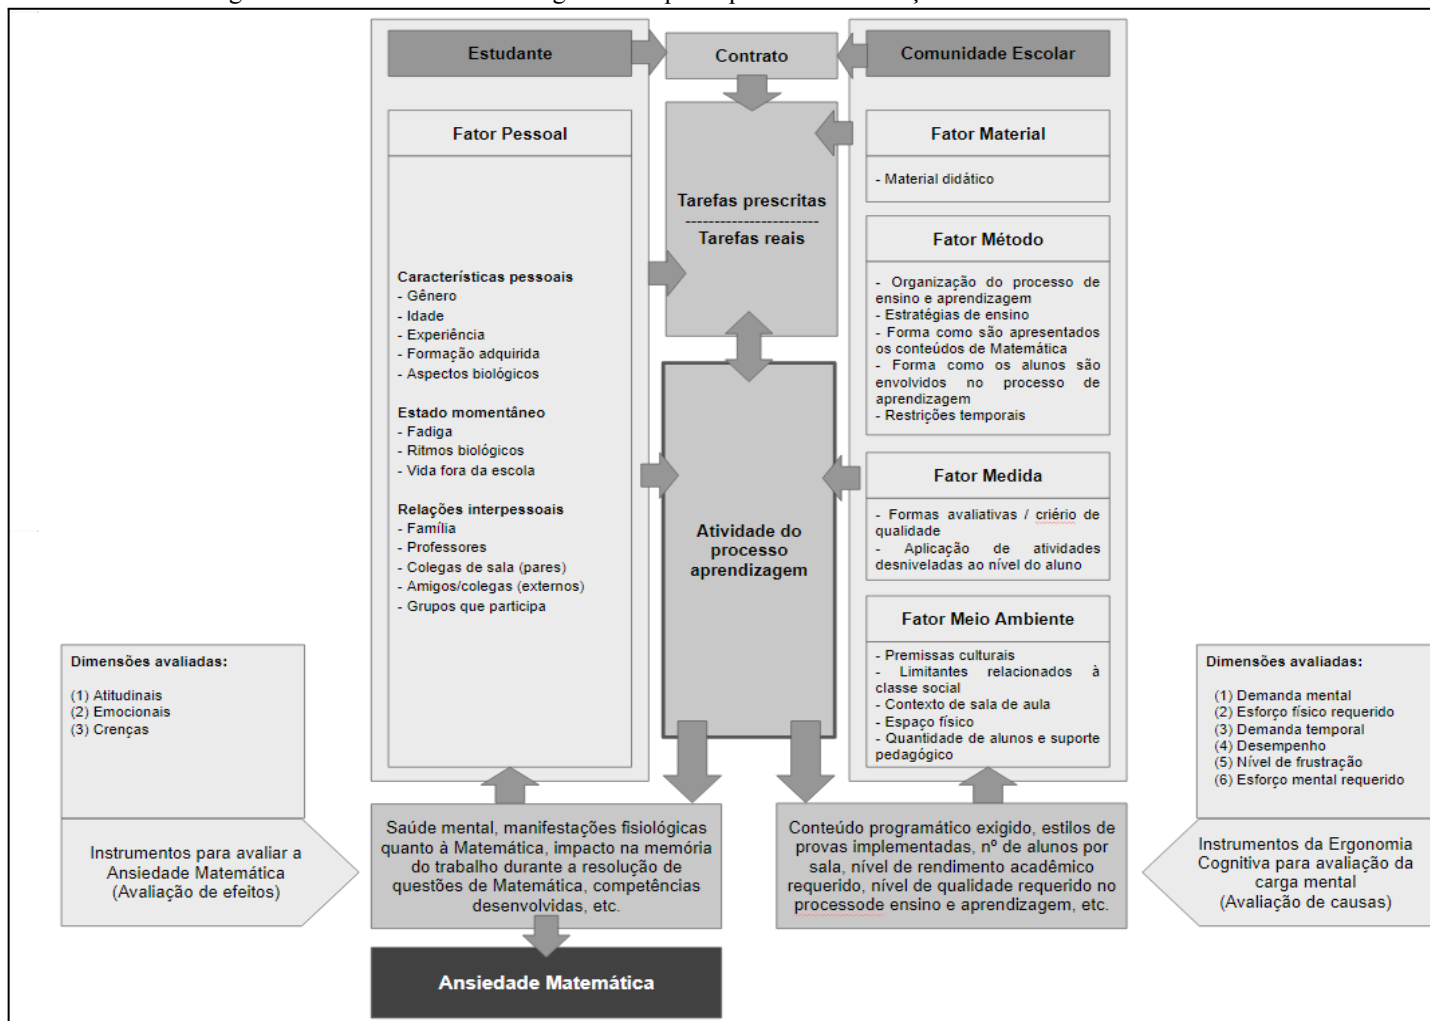 Estudante
Contrato
Comunidade Escolar
Fator Pessoal
Características pessoais
- Gênero
- Idade
- Experiência
- Formação adquirida
- Aspectos biológicos
Estado momentâneo
- Fadiga
- Ritmos biológicos
- Vida fora da escola
Relações interpessoais
- Família
- Professores
- Colegas de sala (pares)
- Amigos/colegas (externos)
- Grupos que participa
Tarefas prescritas
-----------------------
Tarefas reais
Atividade do
processo
aprendizagem
Fator Material
- Material didático
Fator Método
- Organização do processo de
ensino e aprendizagem
- Estratégias de ensino
- Forma como são apresentados
os conteúdos de Matemática
- Forma como os alunos são
envolvidos no processo de
aprendizagem
- Restrições temporais
Fator Medida
- Formas avaliativas / criério de
qualidade
- Aplicação de atividades
desniveladas ao nível do aluno
Fator Meio Ambiente
- Premissas culturais
- Limitantes relacionados à
classe social
- Contexto de sala de aula
- Espaço físico
- Quantidade de alunos e suporte
pedagógico
Dimensões avaliadas:
(1) Atitudinais
(2) Emocionais
(3) Crenças
Instrumentos para avaliar a
Ansiedade Matemática
(Avaliação de efeitos)
Saúde mental, manifestações fisiológicas
quanto à Matemática, impacto na memória
do trabalho durante a resolução de
questões de Matemática, competências
desenvolvidas, etc.
Conteúdo programático exigido, estilos de
provas implementadas, nº de alunos por
sala, nível de rendimento acadêmico
requerido, nível de qualidade requerido no
processode ensino e aprendizagem, etc.
Dimensões avaliadas:
(1) Demanda mental
(2) Esforço físico requerido
(3) Demanda temporal
(4) Desempenho
(5) Nível de frustração
(6) Esforço mental requerido
Instrumentos da Ergonomia
Cognitiva para avaliação da
carga mental
(Avaliação de causas)
Ansiedade Matemática